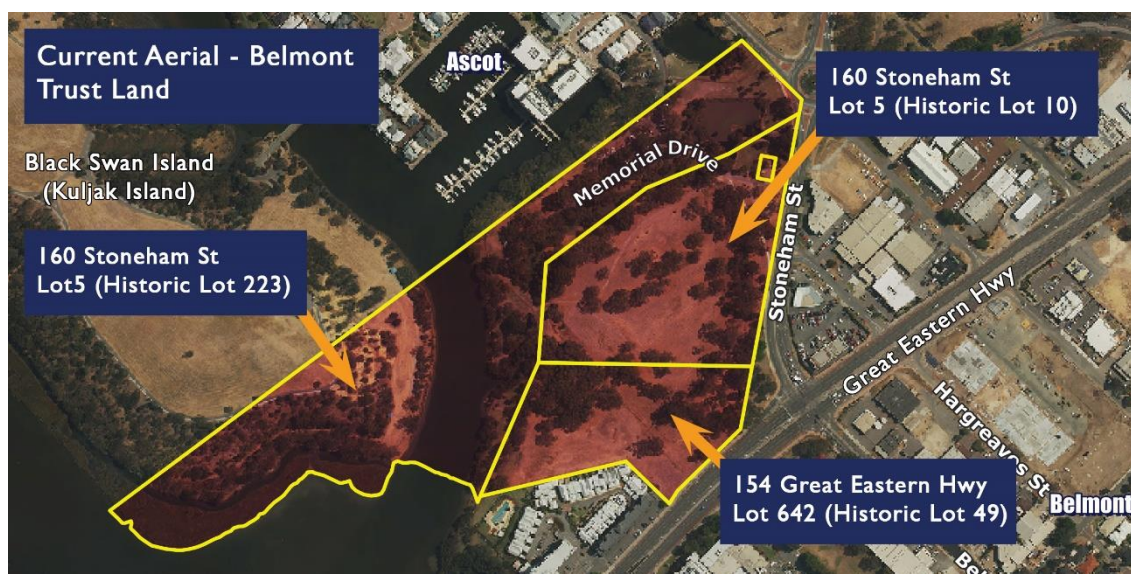 Current Aerial - Belmont
Trust Land
Ascot
160 Stoneham St
Lot 5 (Historic Lot 10)
Black Swan Island
(Kuljak Island)
Memorial Drive
160 Stoneham St
Lot5 (Historic Lot 223)
Stoneham St
Great Eastern Hwy
Hargreaves St
154 Great Eastern Hwy
Lot 642 (Historic Lot 49)
Belmont